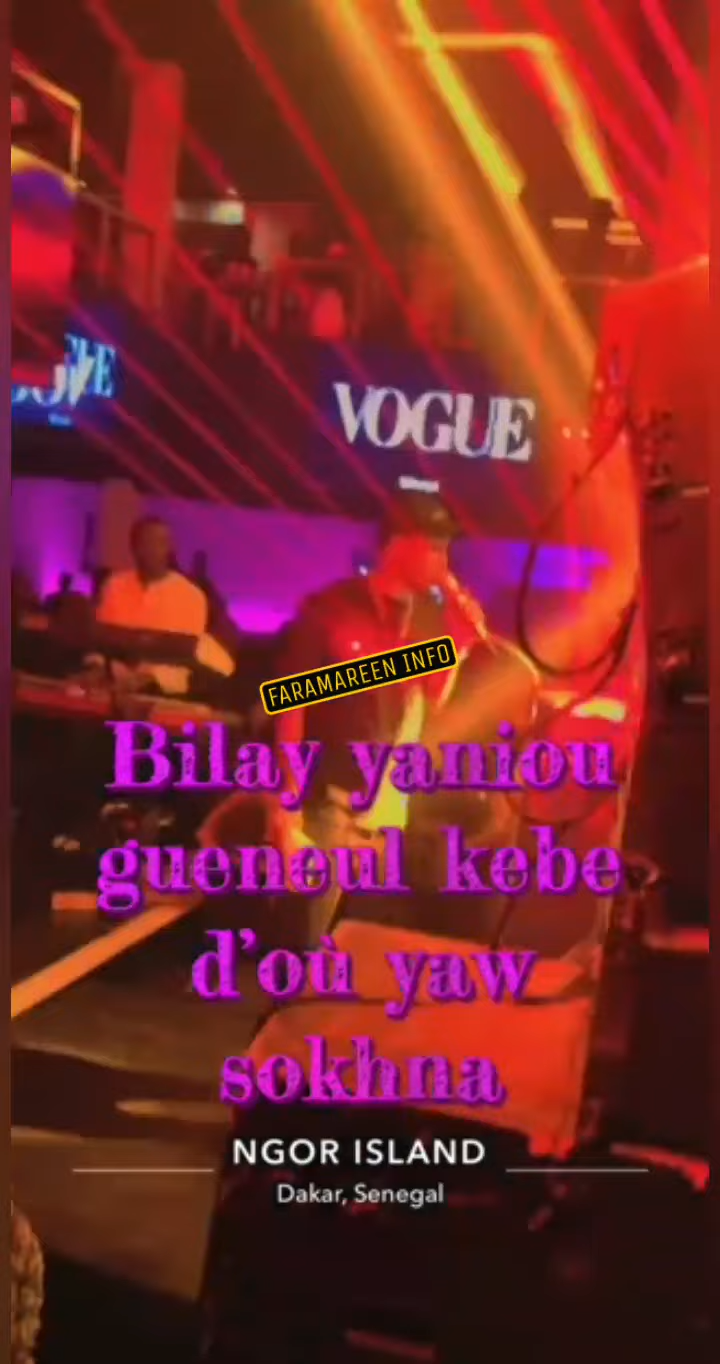 VOGUE
FARAMAREEN INFO
Bilay yaniou
gueneul kebe
d'où yaw
sokhna
NGOR ISLAND
Dakar, Senegal